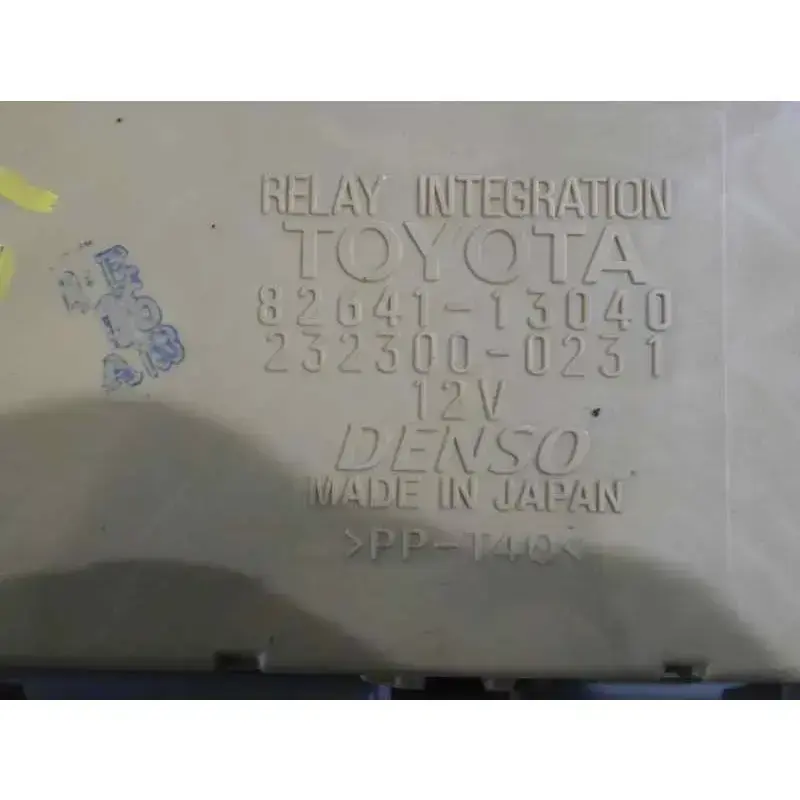 RELAY INTEGRATION
TOYOTA
82641-13040
232300-0231
12V
DENSO
MADE IN JAPAN
>PP-T40<